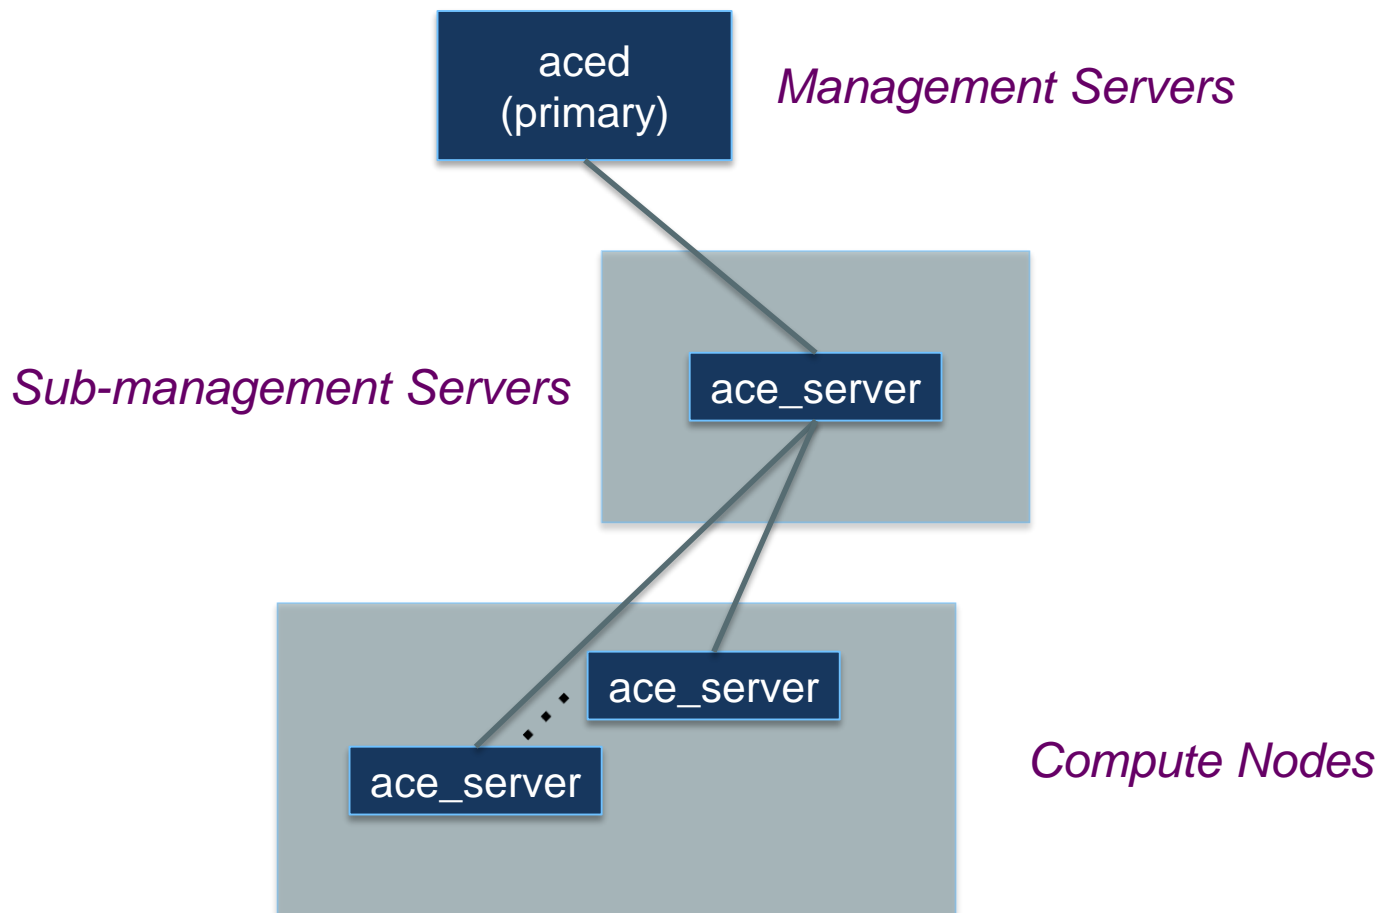 aced
(primary)
Management Servers
Sub-management Servers
ace_server
ace_server
ace_server
Compute Nodes